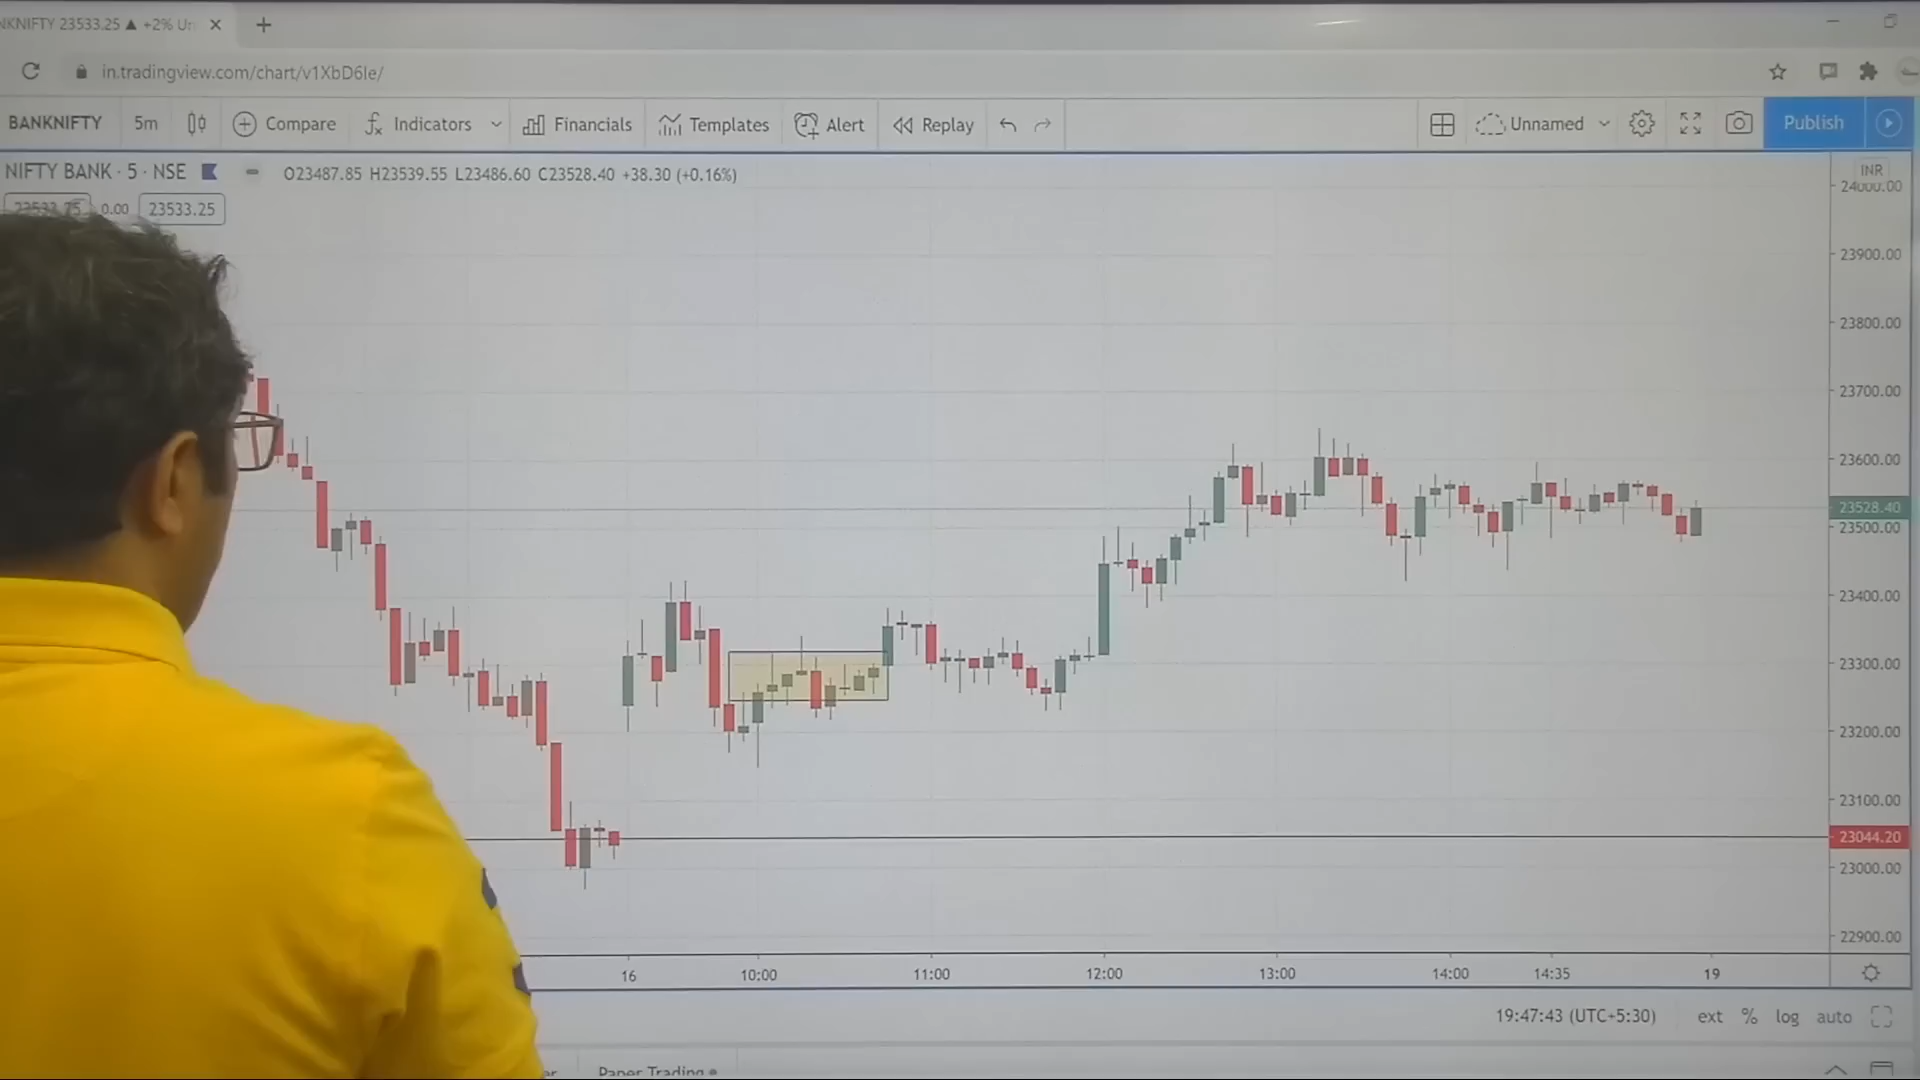 NKNIFTY 23533.25 ▲ +2% Un
in.tradingview.com/chart/v1XbD6Ie/
BANKNIFTY 5m Compare Indicators Financials Templates Alert Replay Unnamed Publish
NIFTY BANK · 5 · NSE O23487.85 H23539.55 L23486.60 C23528.40 +38.30 (+0.16%)
INR
24000.00
0.00 23533.25
23900.00
23800.00
23700.00
23600.00
23528.40
23500.00
23400.00
23300.00
23200.00
23100.00
23044.20
23000.00
22900.00
16 10:00 11:00 12:00 13:00 14:00 14:35 19
19:47:43 (UTC+5:30) ext % log auto
Paper Trading